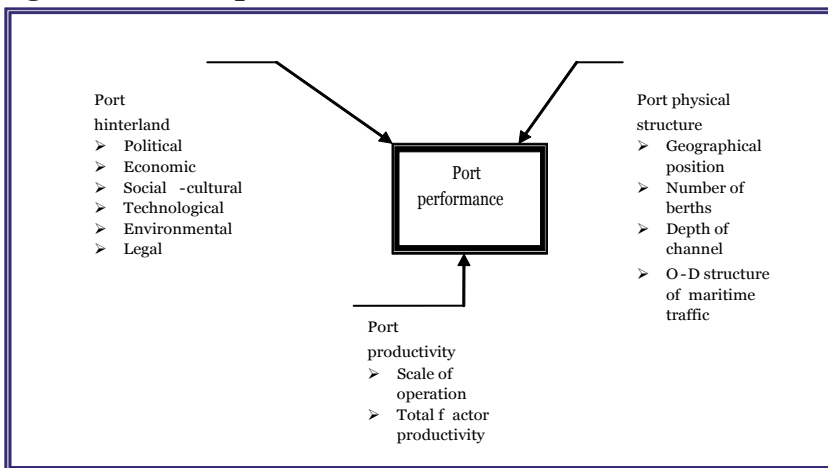 Port
hinterland
➢ Political
➢ Economic
➢ Social -cultural
➢ Technological
➢ Environmental
➢ Legal
Port
performance
Port physical
structure
➢ Geographical
position
➢ Number of
berths
➢ Depth of
channel
➢ O-D structure
of maritime
traffic
Port
productivity
➢ Scale of
operation
➢ Total f actor
productivity